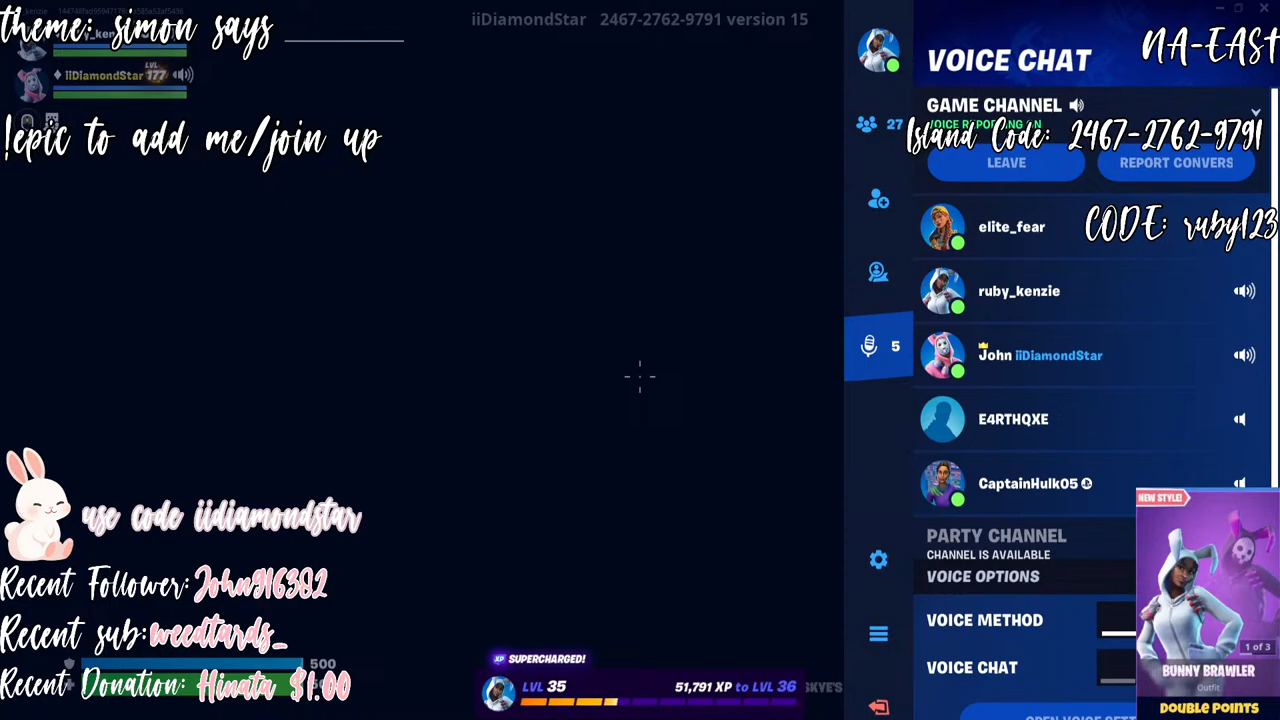 theme: simon says
iiDiamondStar 2467-2762-9791 version 15
NA-EAST
iiDiamondStar
LVL
177
!epic to add me/join up
VOICE CHAT
27
GAME CHANNEL
Island Code: 2467-2762-9791
LEAVE
REPORT CONVERS
CODE: ruby123
elite_fear
ruby_kenzie
5
John iiDiamondStar
E4RTHQXE
CaptainHulk05
PARTY CHANNEL
CHANNEL IS AVAILABLE
VOICE OPTIONS
VOICE METHOD
VOICE CHAT
NEW STYLE!
1 of 3
BUNNY BRAWLER
Outfit
DOUBLE POINTS
use code iidiamondstar
Recent Follower: John916382
Recent sub: weedtards_
Recent Donation: Hinata $1.00
500
XP SUPERCHARGED!
LVL 35
51,791 XP to LVL 36
SKYE'S